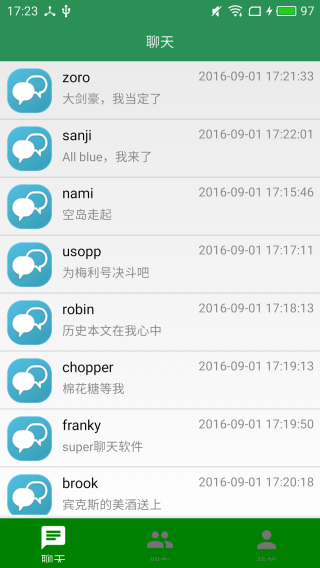 17:23
97
聊天
zoro
2016-09-01 17:21:33
大剑豪，我当定了
sanji
2016-09-01 17:22:01
All blue，我来了
nami
2016-09-01 17:15:46
空岛走起
usopp
2016-09-01 17:17:11
为梅利号决斗吧
robin
2016-09-01 17:18:13
历史本文在我心中
chopper
2016-09-01 17:19:13
棉花糖等我
franky
2016-09-01 17:19:50
super聊天软件
brook
2016-09-01 17:20:18
宾克斯的美酒送上
聊天